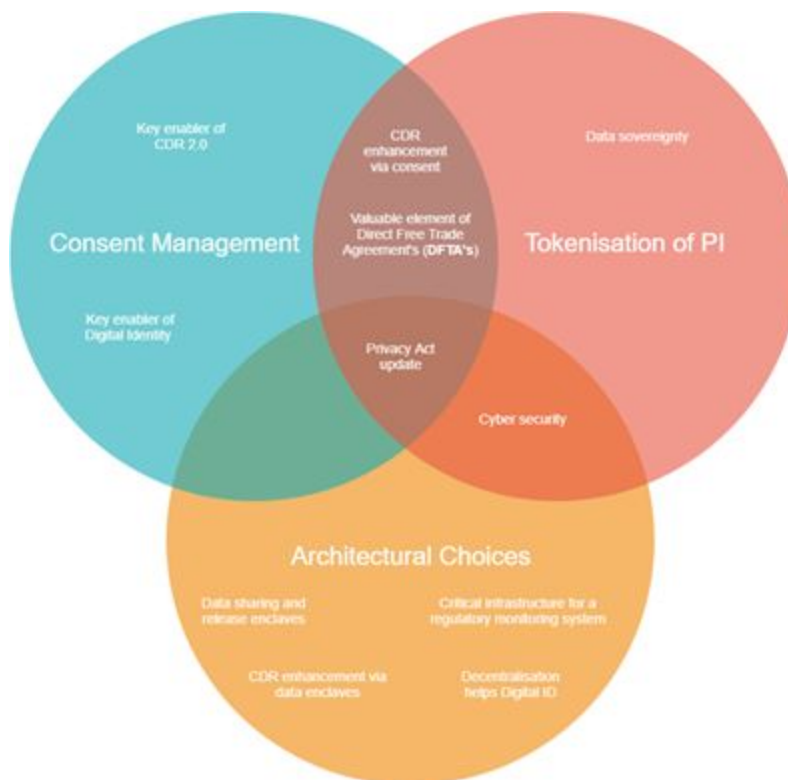 Key enabler of
CDR 2.0
CDR
enhancement
via consent
Data sovereignty
Valuable element of
Direct Free Trade
Agreement's (DFTA's)
Consent Management
Tokenisation of PI
Key enabler of
Digital Identity
Privacy Act
update
Cyber security
Architectural Choices
Data sharing and
release enclaves
Critical infrastructure for a
regulatory monitoring system
CDR enhancement via
data enclaves
Decentralisation
helps Digital ID